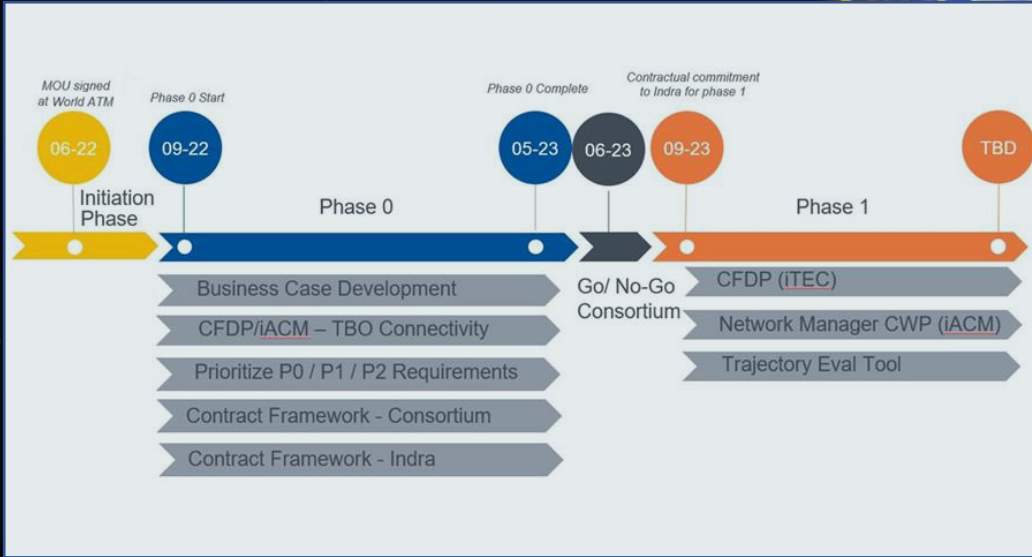 MOU signed
at World ATM
Phase 0 Start
Phase 0 Complete
Contractual commitment
to Indra for phase 1
06-22
09-22
05-23
06-23
09-23
TBD
Initiation
Phase
Phase 0
Phase 1
Business Case Development
CFDP/iACM – TBO Connectivity
Prioritize P0 / P1 / P2 Requirements
Contract Framework - Consortium
Contract Framework - Indra
Go/ No-Go
Consortium
CFDP (iTEC)
Network Manager CWP (iACM)
Trajectory Eval Tool